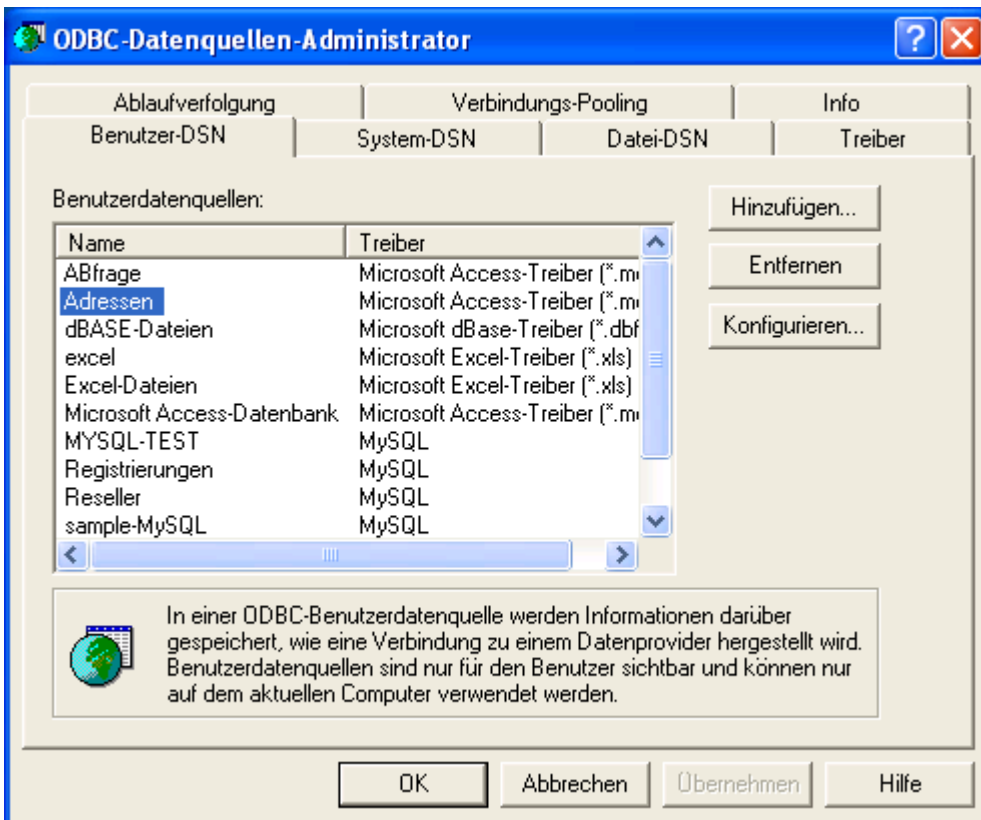 ODBC-Datenquellen-Administrator
Ablaufverfolgung Verbindungs-Pooling Info
Benutzer-DSN System-DSN Datei-DSN Treiber
Benutzerdatenquellen:
Hinzufügen...
Entfernen
Konfigurieren...
Name Treiber
ABfrage Microsoft Access-Treiber (*.m
Adressen Microsoft Access-Treiber (*.m
dBASE-Dateien Microsoft dBase-Treiber (*.dbf
excel Microsoft Excel-Treiber (*.xls)
Excel-Dateien Microsoft Excel-Treiber (*.xls)
Microsoft Access-Datenbank Microsoft Access-Treiber (*.m
MYSQL-TEST MySQL
Registrierungen MySQL
Reseller MySQL
sample-MySQL MySQL
In einer ODBC-Benutzerdatenquelle werden Informationen darüber
gespeichert, wie eine Verbindung zu einem Datenprovider hergestellt wird.
Benutzerdatenquellen sind nur für den Benutzer sichtbar und können nur
auf dem aktuellen Computer verwendet werden.
OK Abbrechen Übernehmen Hilfe